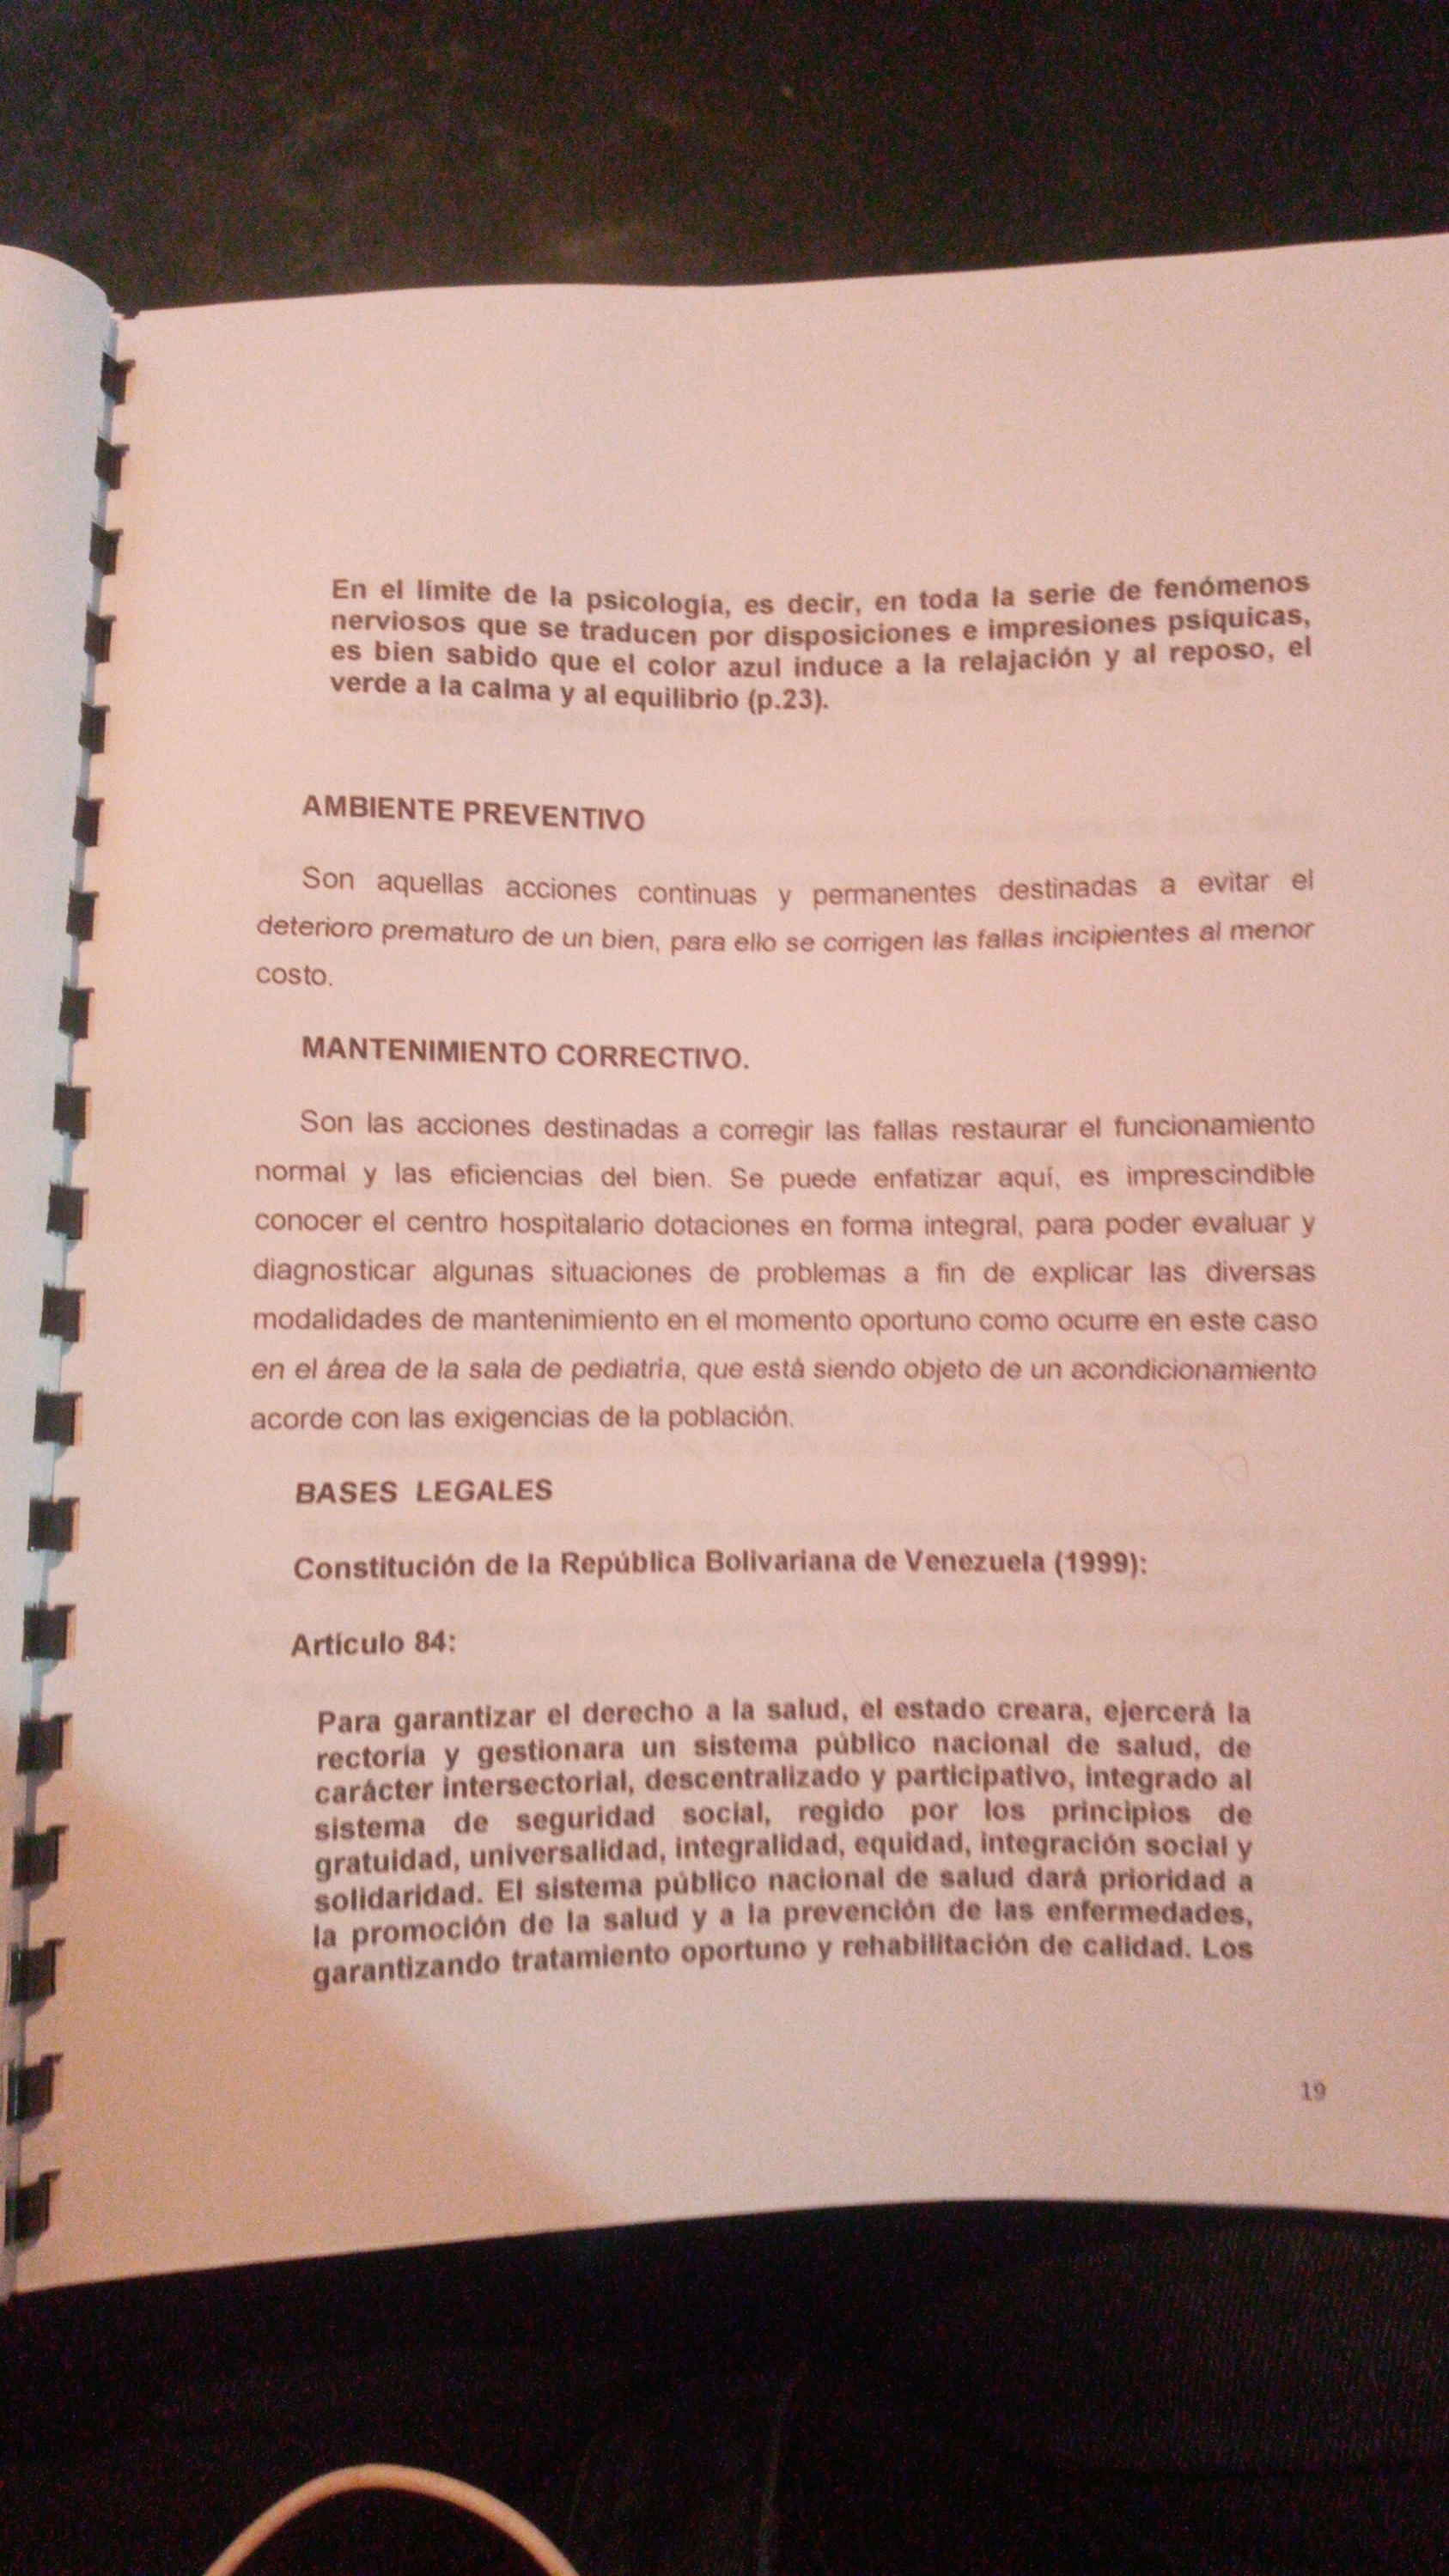 En el límite de la psicología, es decir, en toda la serie de fenómenos
nerviosos que se traducen por disposiciones e impresiones psíquicas,
es bien sabido que el color azul induce a la relajación y al reposo, el
verde a la calma y al equilibrio (p.23).
AMBIENTE PREVENTIVO
Son aquellas acciones continuas y permanentes destinadas a evitar el
deterioro prematuro de un bien, para ello se corrigen las fallas incipientes al menor
costo.
MANTENIMIENTO CORRECTIVO.
Son las acciones destinadas a corregir las fallas restaurar el funcionamiento
normal y las eficiencias del bien. Se puede enfatizar aquí, es imprescindible
conocer el centro hospitalario dotaciones en forma integral, para poder evaluar y
diagnosticar algunas situaciones de problemas a fin de explicar las diversas
modalidades de mantenimiento en el momento oportuno como ocurre en este caso
en el área de la sala de pediatría, que está siendo objeto de un acondicionamiento
acorde con las exigencias de la población.
BASES LEGALES
Constitución de la República Bolivariana de Venezuela (1999):
Artículo 84:
Para garantizar el derecho a la salud, el estado creara, ejercerá la
rectoría y gestionara un sistema público nacional de salud, de
carácter intersectorial, descentralizado y participativo, integrado al
sistema de seguridad social, regido por los principios de
gratuidad, universalidad, integralidad, equidad, integración social y
solidaridad. El sistema público nacional de salud dará prioridad a
la promoción de la salud y a la prevención de las enfermedades,
garantizando tratamiento oportuno y rehabilitación de calidad. Los
19